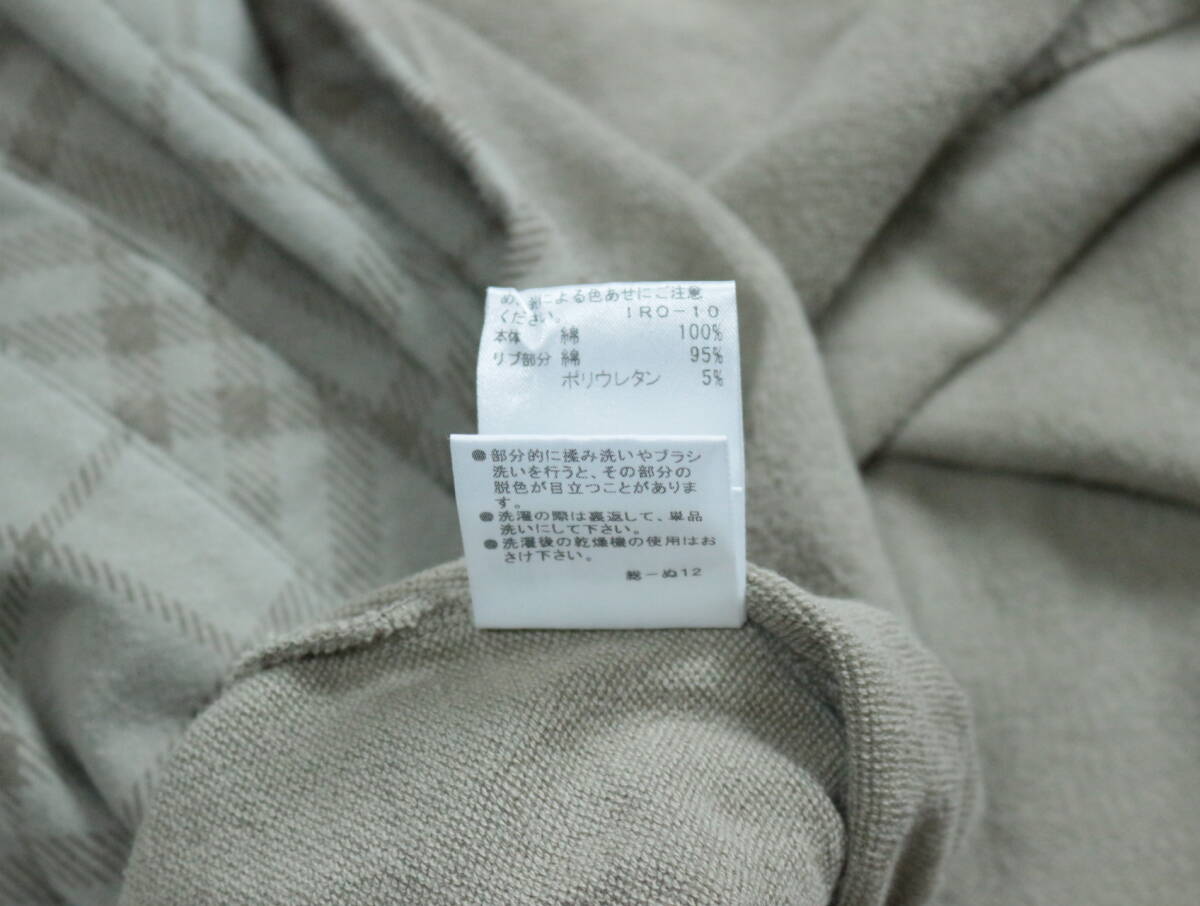 による色あせにご注意
ください。 IRO-10
本体 綿 100%
リブ部分 綿 95%
ポリウレタン 5%
●部分的に揉み洗いやブラシ
洗いを行うと、その部分の
脱色が目立つことがありま
す。
●洗濯の際は裏返して、単品
洗いにして下さい。
●洗濯後の乾燥機の使用はお
さけ下さい。
総-ぬ12